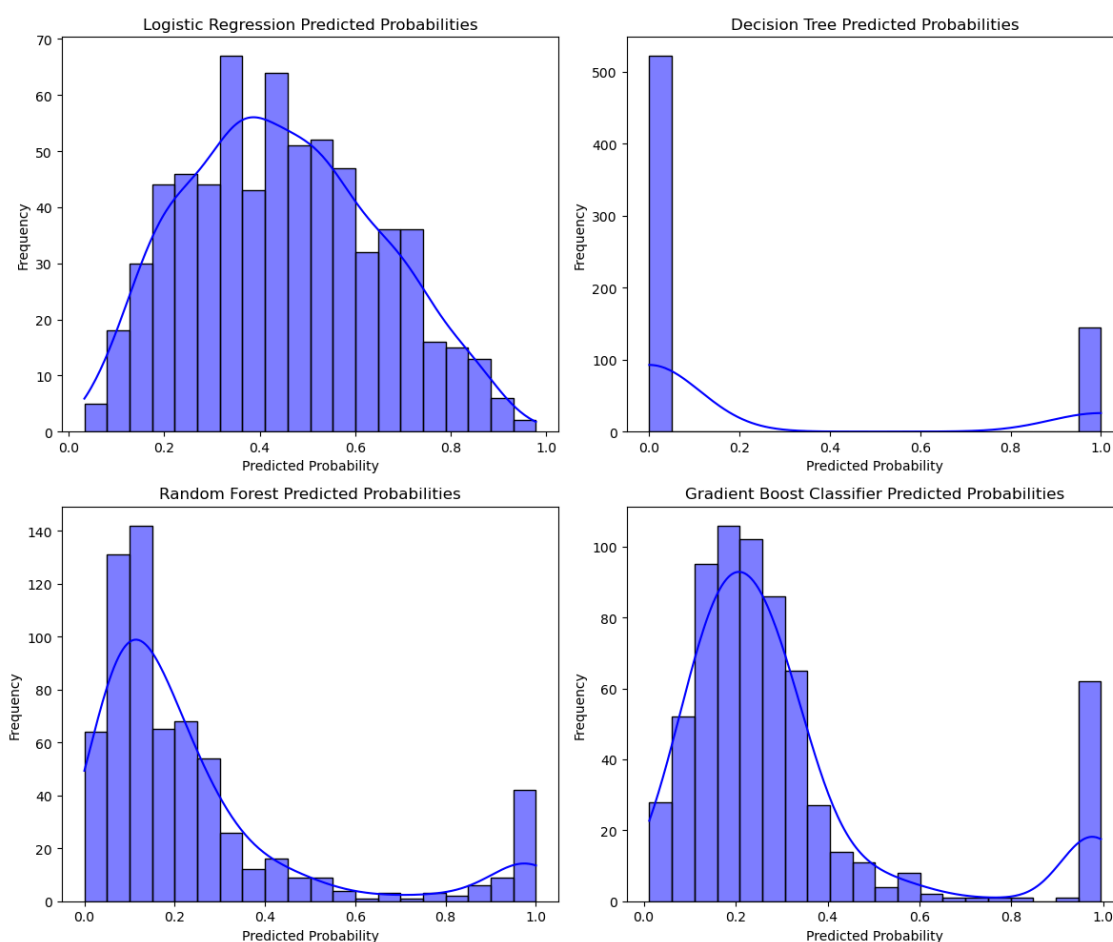 Logistic Regression Predicted Probabilities
70
60
50
40
30
20
10
0
Frequency
0.0 0.2 0.4 0.6 0.8 1.0
Predicted Probability
Decision Tree Predicted Probabilities
500
400
300
200
100
0
Frequency
0.0 0.2 0.4 0.6 0.8 1.0
Predicted Probability
Random Forest Predicted Probabilities
140
120
100
80
60
40
20
0
Frequency
0.0 0.2 0.4 0.6 0.8 1.0
Predicted Probability
Gradient Boost Classifier Predicted Probabilities
100
80
60
40
20
0
Frequency
0.0 0.2 0.4 0.6 0.8 1.0
Predicted Probability